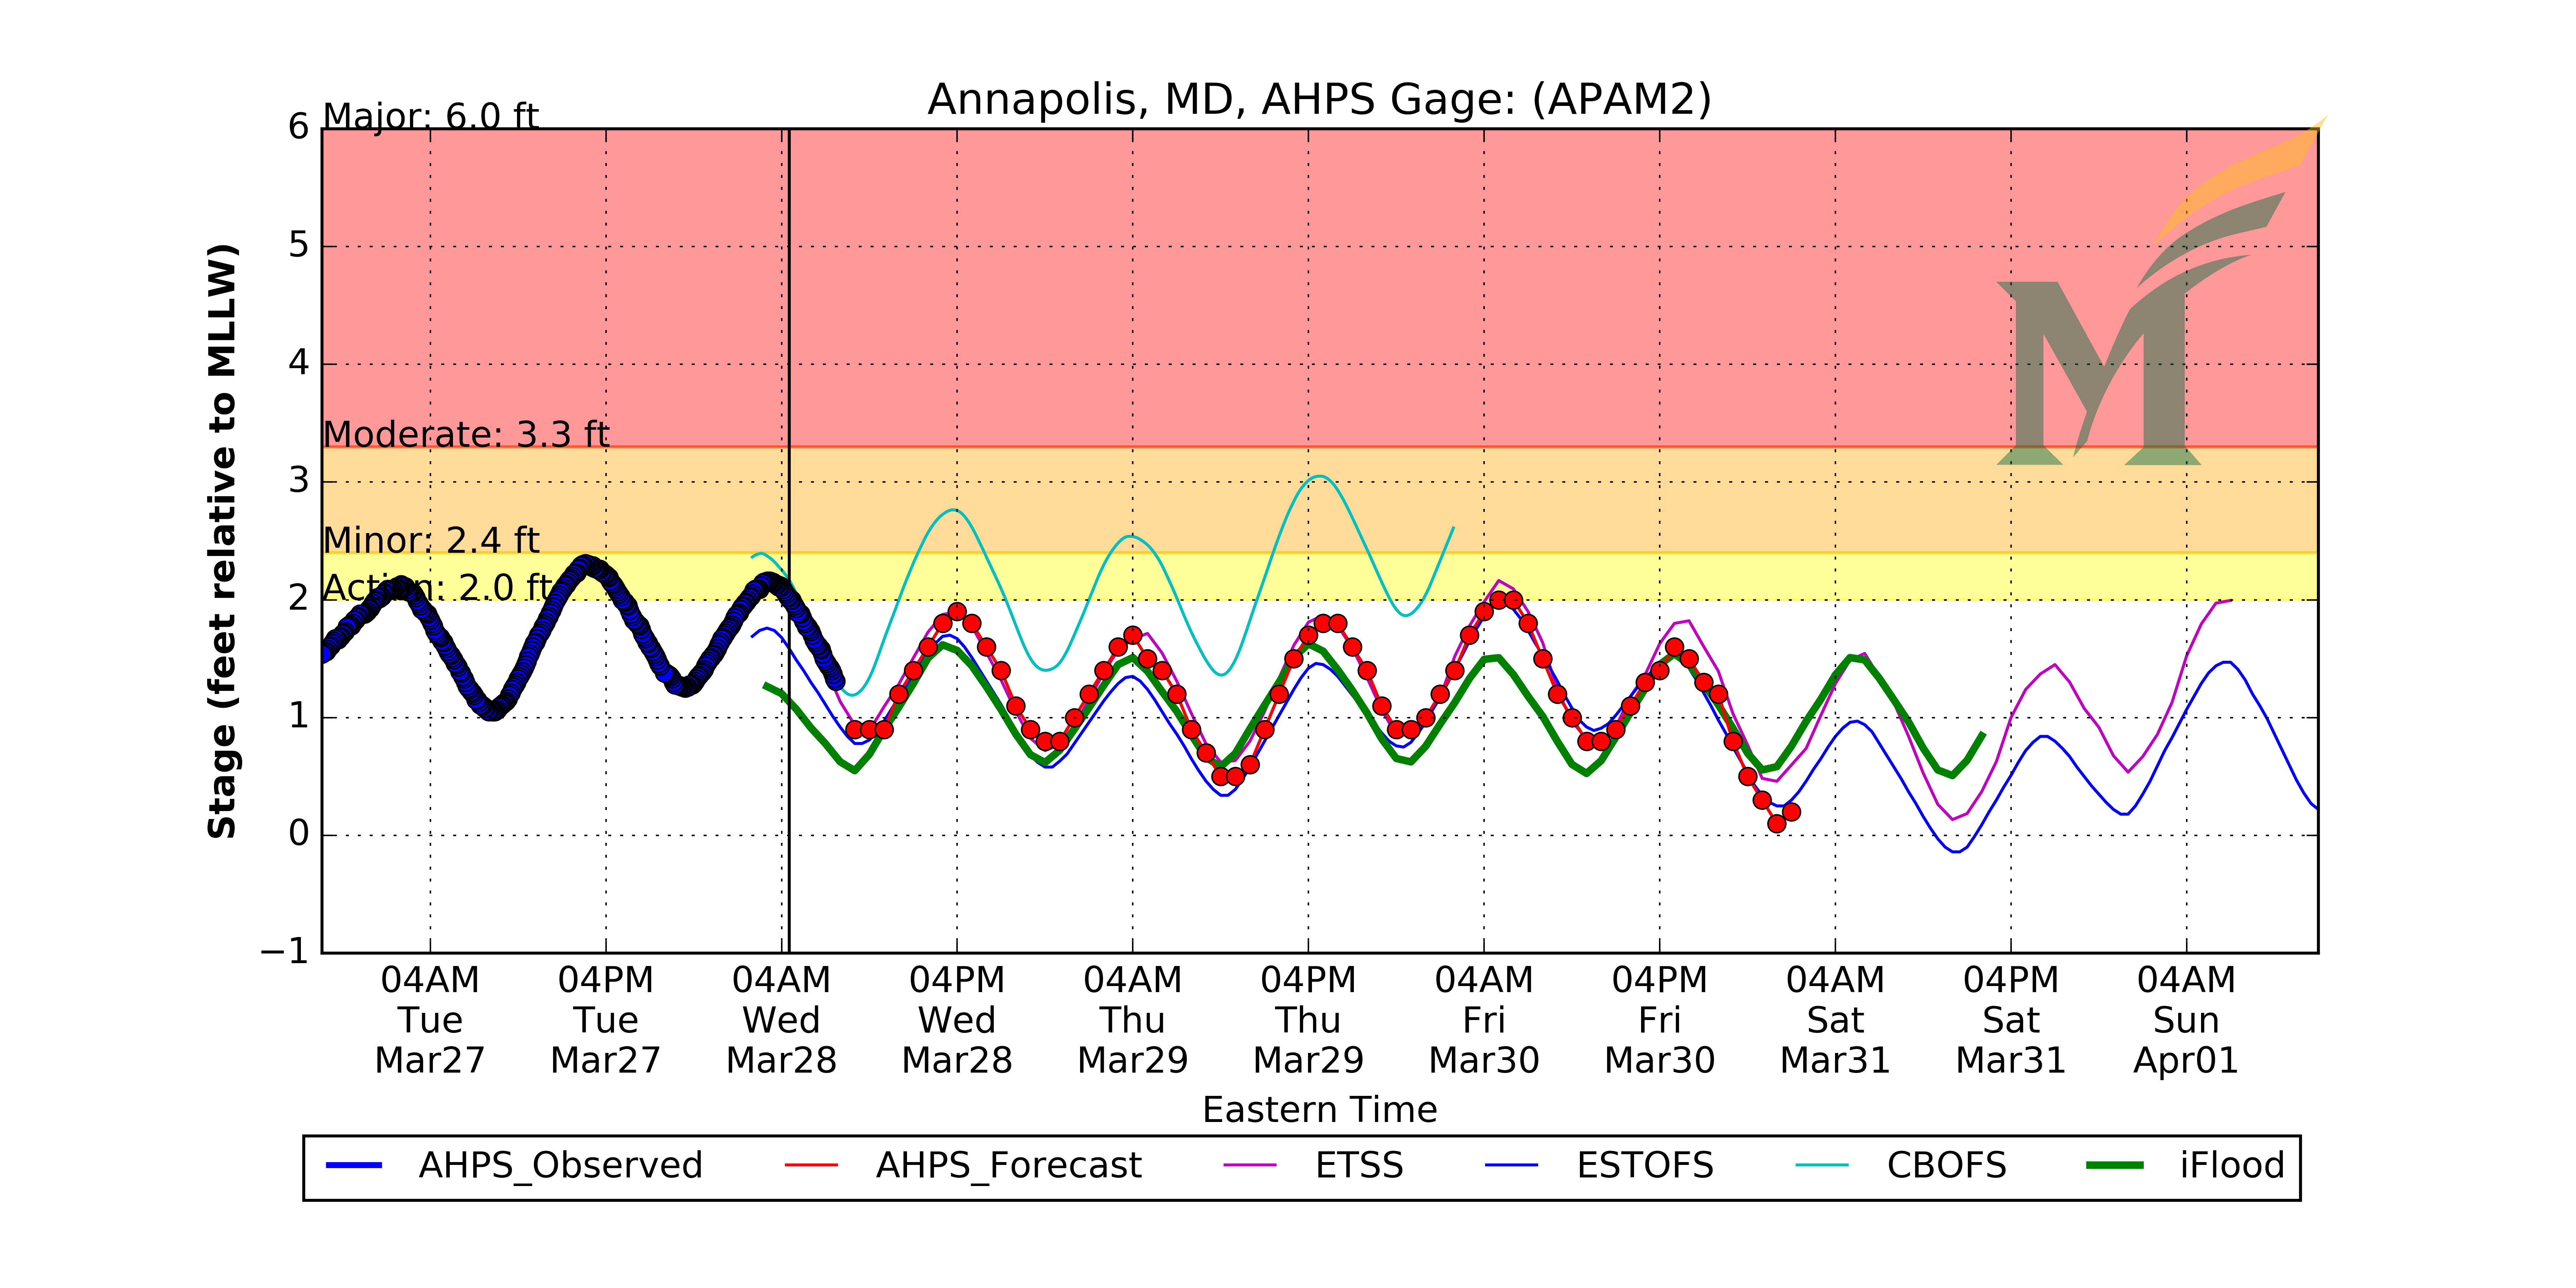 Annapolis, MD, AHPS Gage: (APAM2)
Major: 6.0 ft
Moderate: 3.3 ft
Minor: 2.4 ft
Action: 2.0 ft
Stage (feet relative to MLLW)
6
5
4
3
2
1
0
−1
04AM
Tue
Mar27
04PM
Tue
Mar27
04AM
Wed
Mar28
04PM
Wed
Mar28
04AM
Thu
Mar29
04PM
Thu
Mar29
04AM
Fri
Mar30
04PM
Fri
Mar30
04AM
Sat
Mar31
04PM
Sat
Mar31
04AM
Sun
Apr01
Eastern Time
AHPS_Observed
AHPS_Forecast
ETSS
ESTOFS
CBOFS
iFlood